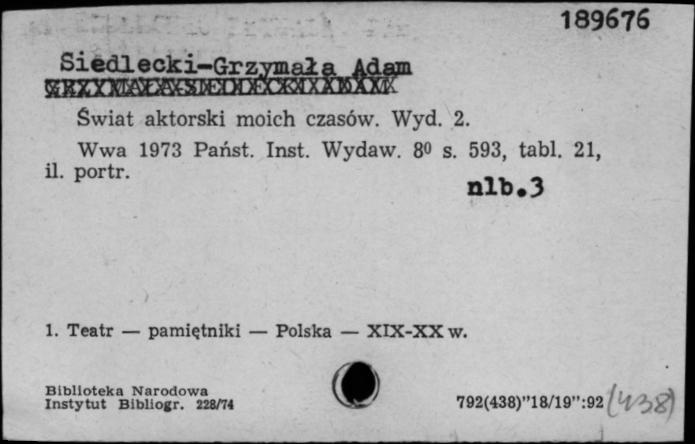 189676
Siedlecki-Grzymała Adam
Świat aktorski moich czasów. Wyd. 2.
Wwa 1973 Państ. Inst. Wydaw. 8⁰ s. 593, tabl. 21,
il. portr.
nlb.3
1. Teatr — pamiętniki — Polska — XIX-XX w.
Biblioteka Narodowa
Instytut Bibliogr. 228/74
792(438)"18/19":92 (438)